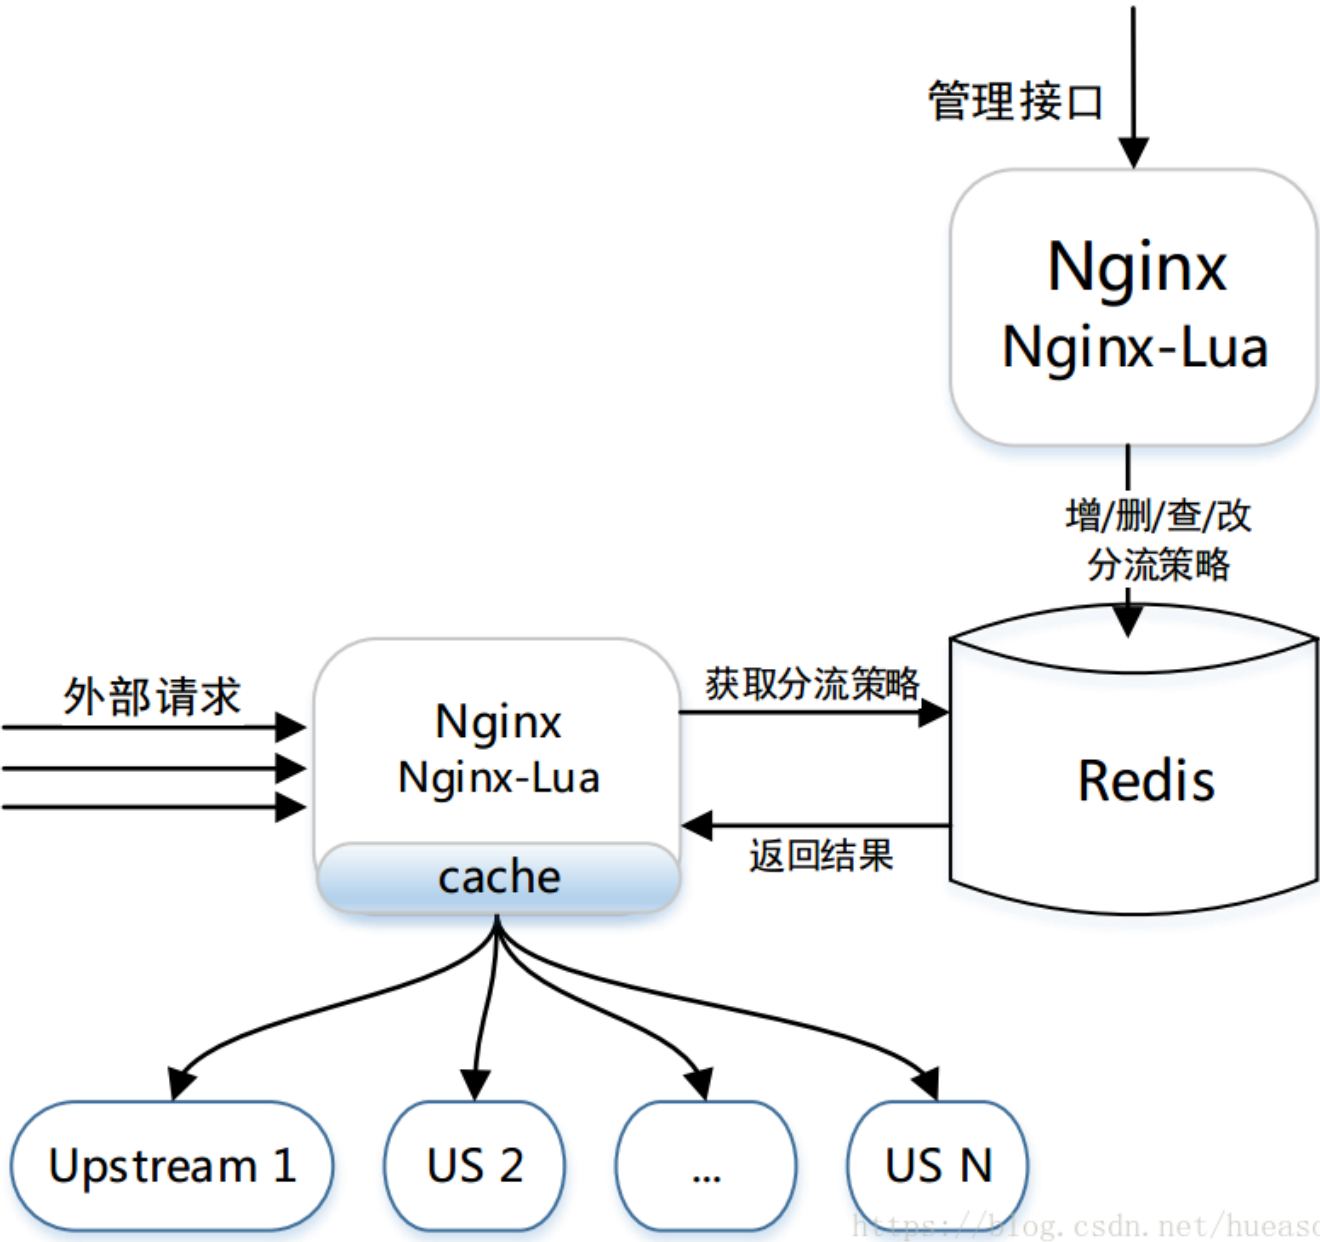 管理接口
Nginx
Nginx-Lua
增/删/查/改
分流策略
外部请求
Nginx
Nginx-Lua
cache
获取分流策略
返回结果
Redis
Upstream 1
US 2
...
US N
https://blog.csdn.net/hueaso